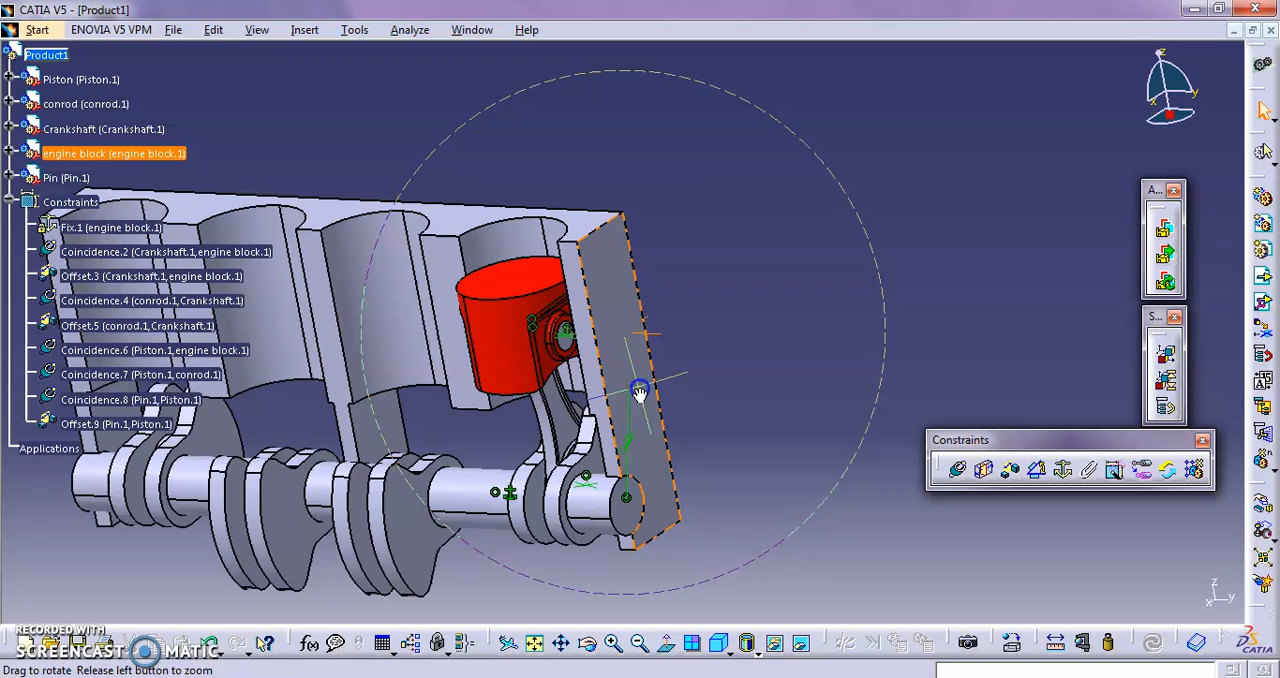 CATIA V5 - [Product1]
Start ENOVIA V5 VPM File Edit View Insert Tools Analyze Window Help
Product1
Piston (Piston.1)
conrod (conrod.1)
Crankshaft (Crankshaft.1)
engine block (engine block.1)
Pin (Pin.1)
Constraints
Fix.1 (engine block.1)
Coincidence.2 (Crankshaft.1,engine block.1)
Offset.3 (Crankshaft.1,engine block.1)
Coincidence.4 (conrod.1,Crankshaft.1)
Offset.5 (conrod.1,Crankshaft.1)
Coincidence.6 (Piston.1,engine block.1)
Coincidence.7 (Piston.1,conrod.1)
Coincidence.8 (Pin.1,Piston.1)
Offset.9 (Pin.1,Piston.1)
Applications
z
y
x
A...
S...
Constraints
z
x y
RECORDED WITH
SCREENCAST MATIC
f(x)
CATIA
Drag to rotate Release left button to zoom